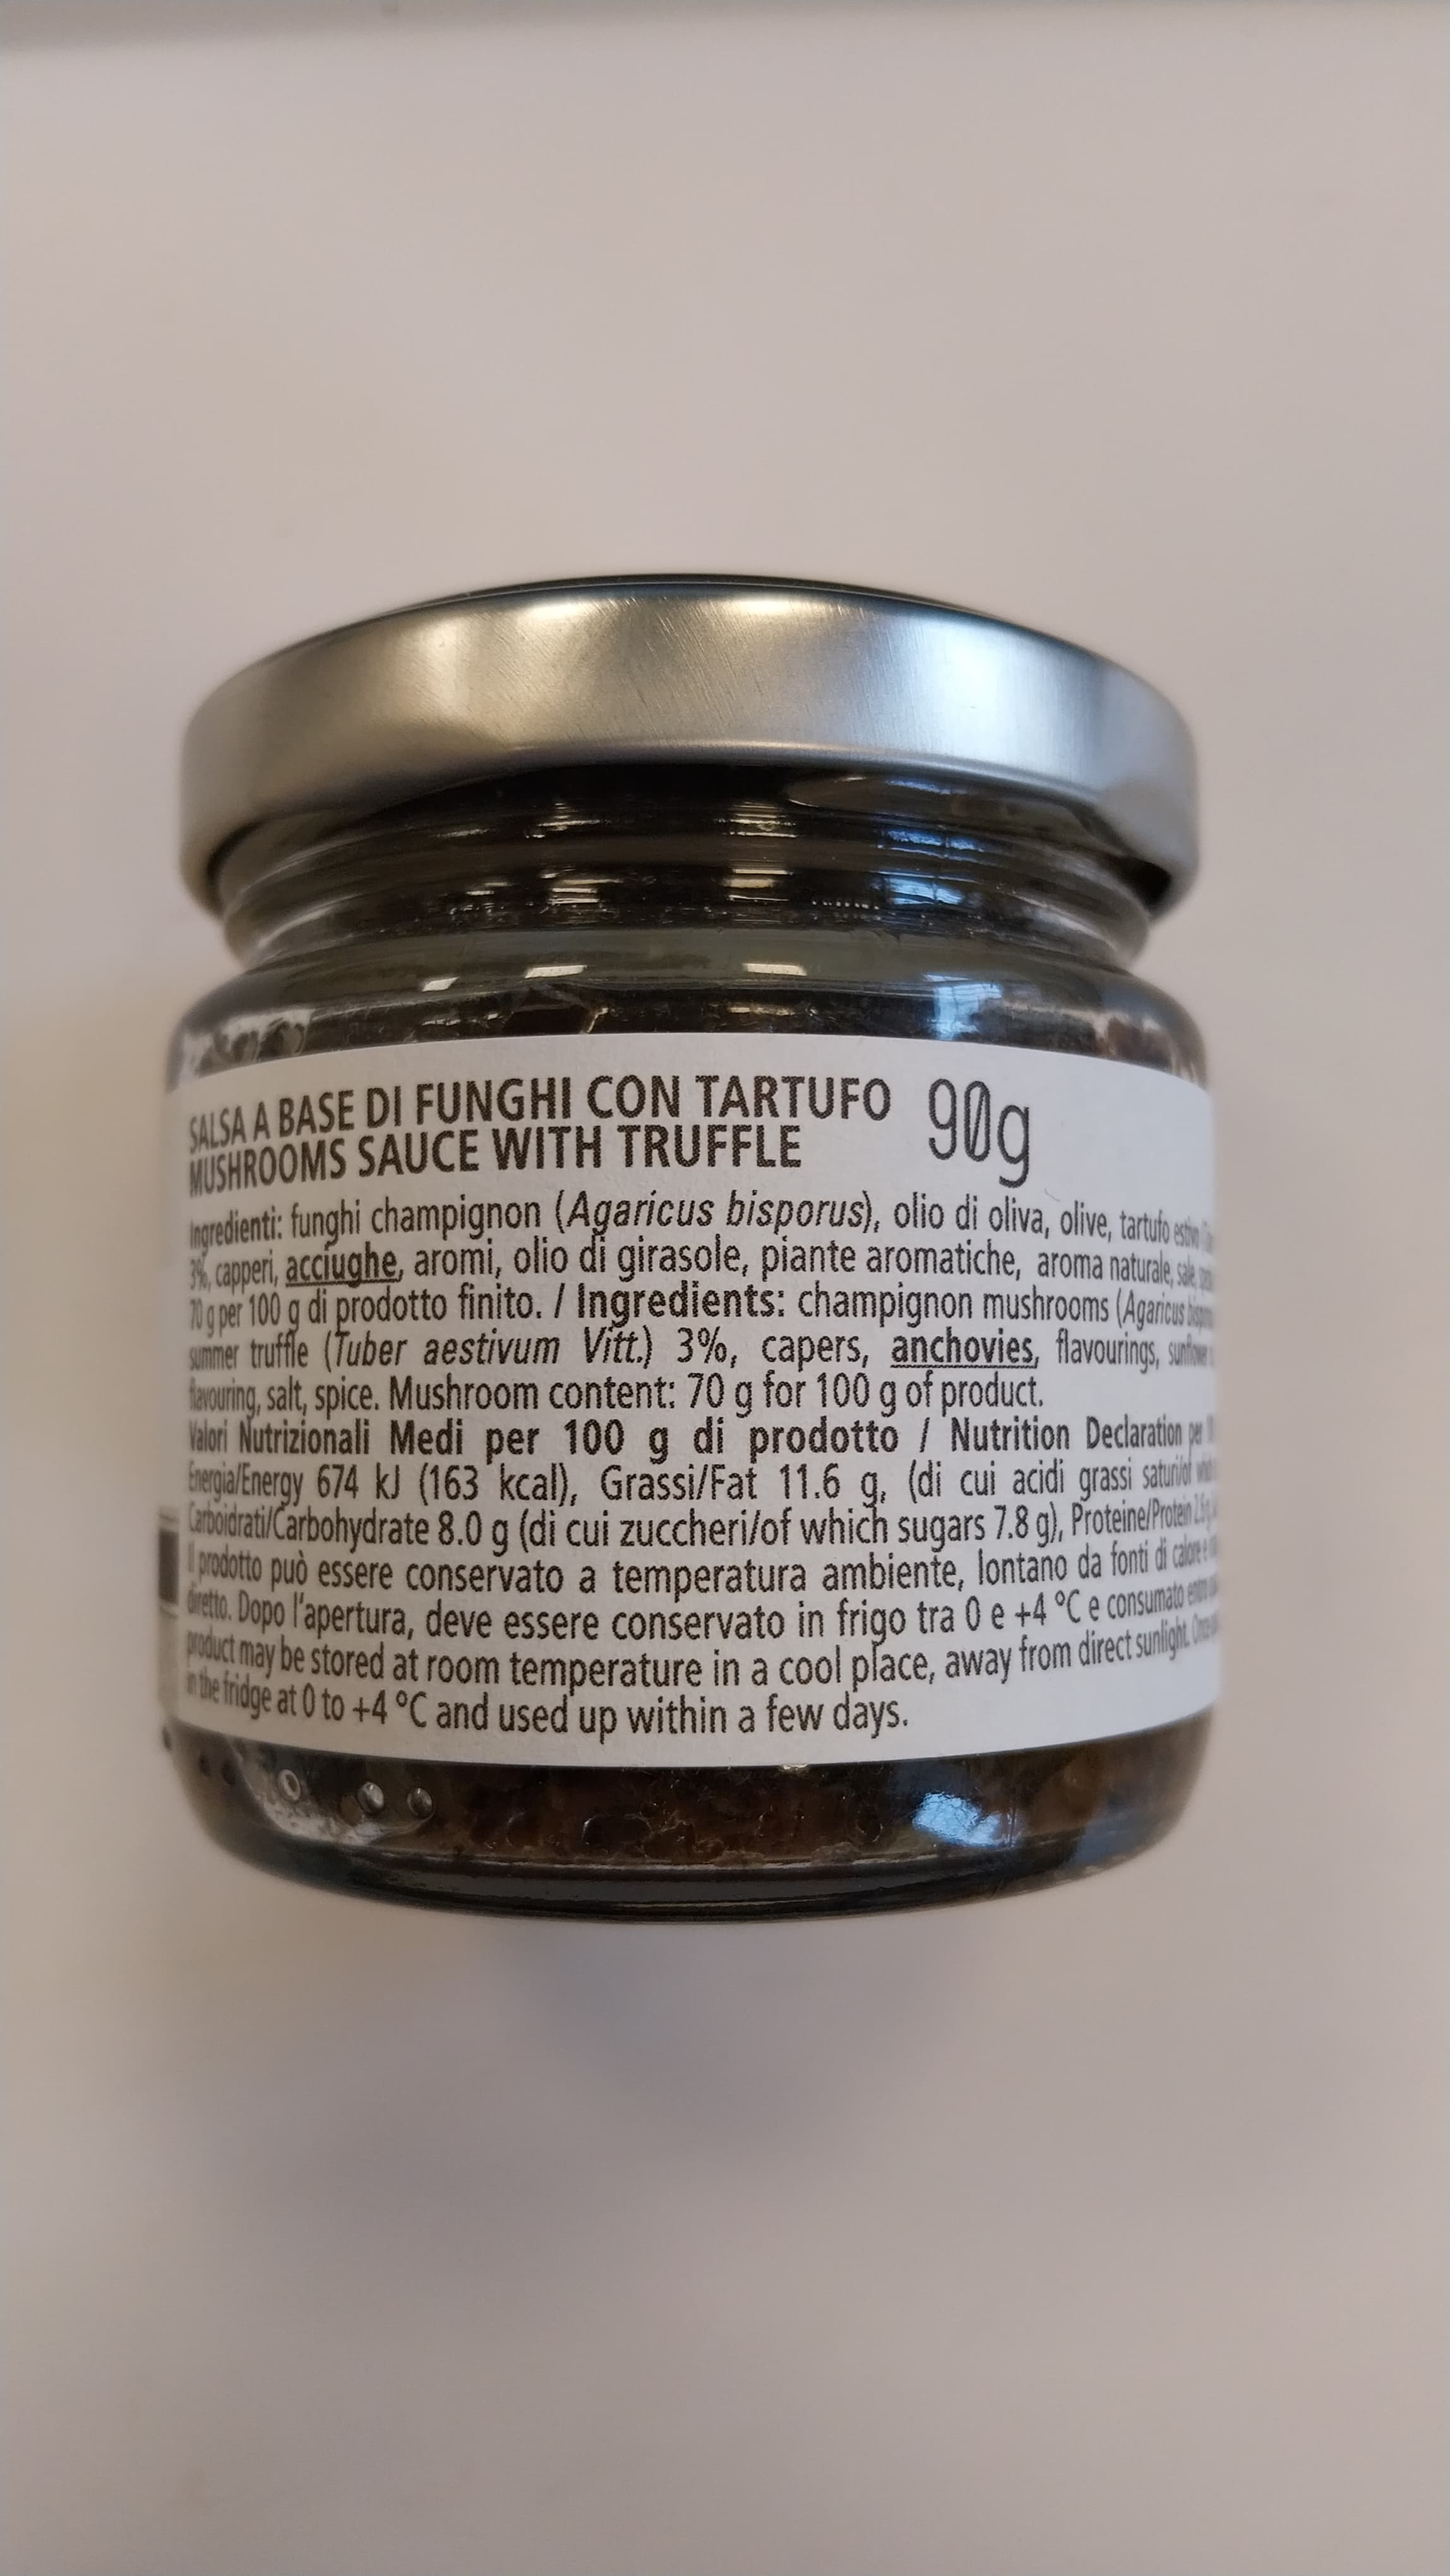 SALSA A BASE DI FUNGHI CON TARTUFO 90g
MUSHROOMS SAUCE WITH TRUFFLE
Ingredienti: funghi champignon (Agaricus bisporus), olio di oliva, olive, tartufo estivo
3%, capperi, acciughe, aromi, olio di girasole, piante aromatiche, aroma naturale, sale,
70 g per 100 g di prodotto finito. / Ingredients: champignon mushrooms (Agaricus
summer truffle (Tuber aestivum Vitt.) 3%, capers, anchovies, flavourings, sunflower
flavouring, salt, spice. Mushroom content: 70 g for 100 g of product.
Valori Nutrizionali Medi per 100 g di prodotto / Nutrition Declaration per
Energia/Energy 674 kJ (163 kcal), Grassi/Fat 11.6 g, (di cui acidi grassi saturi/of
Carboidrati/Carbohydrate 8.0 g (di cui zuccheri/of which sugars 7.8 g), Proteine/Protein
Il prodotto può essere conservato a temperatura ambiente, lontano da fonti di calore e
diretto. Dopo l'apertura, deve essere conservato in frigo tra 0 e +4 °C e consumato
product may be stored at room temperature in a cool place, away from direct sunlight.
in the fridge at 0 to +4 °C and used up within a few days.